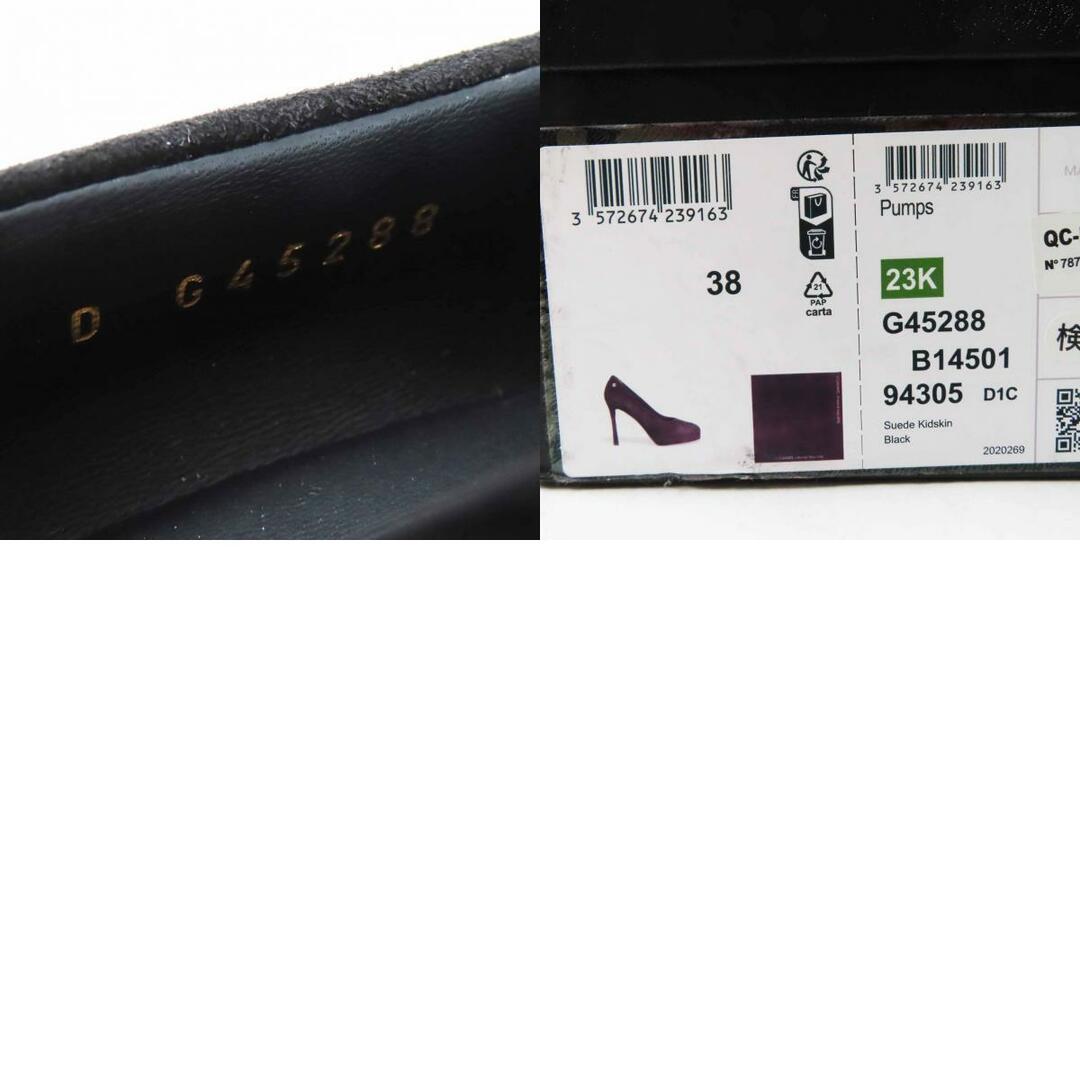 D G45288
3 572674 239163
38
FR
21
PAP
carta
3 572674 239163
Pumps
23K
G45288
B14501
94305 D1C
Suede Kidskin
Black
2020269
MA
QC-
N° 787
検